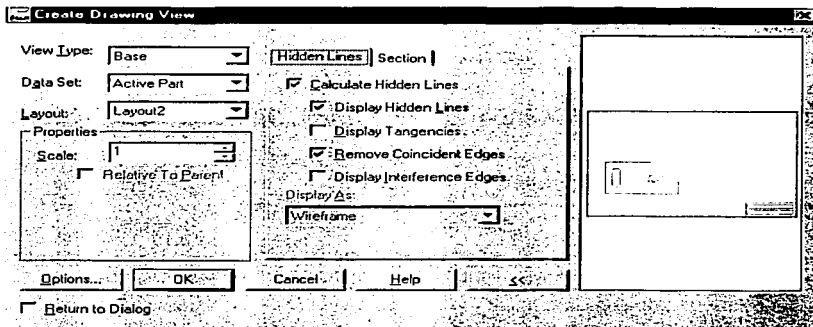 Create Drawing View
View Type: Base
Data Set: Active Part
Layout: Layout2
Properties
Scale: 1
Relative To Parent
Hidden Lines Section
Calculate Hidden Lines
Display Hidden Lines
Display Tangencies
Remove Coincident Edges
Display Interference Edges
Display As:
Wireframe
Options... OK Cancel Help <<
Return to Dialog